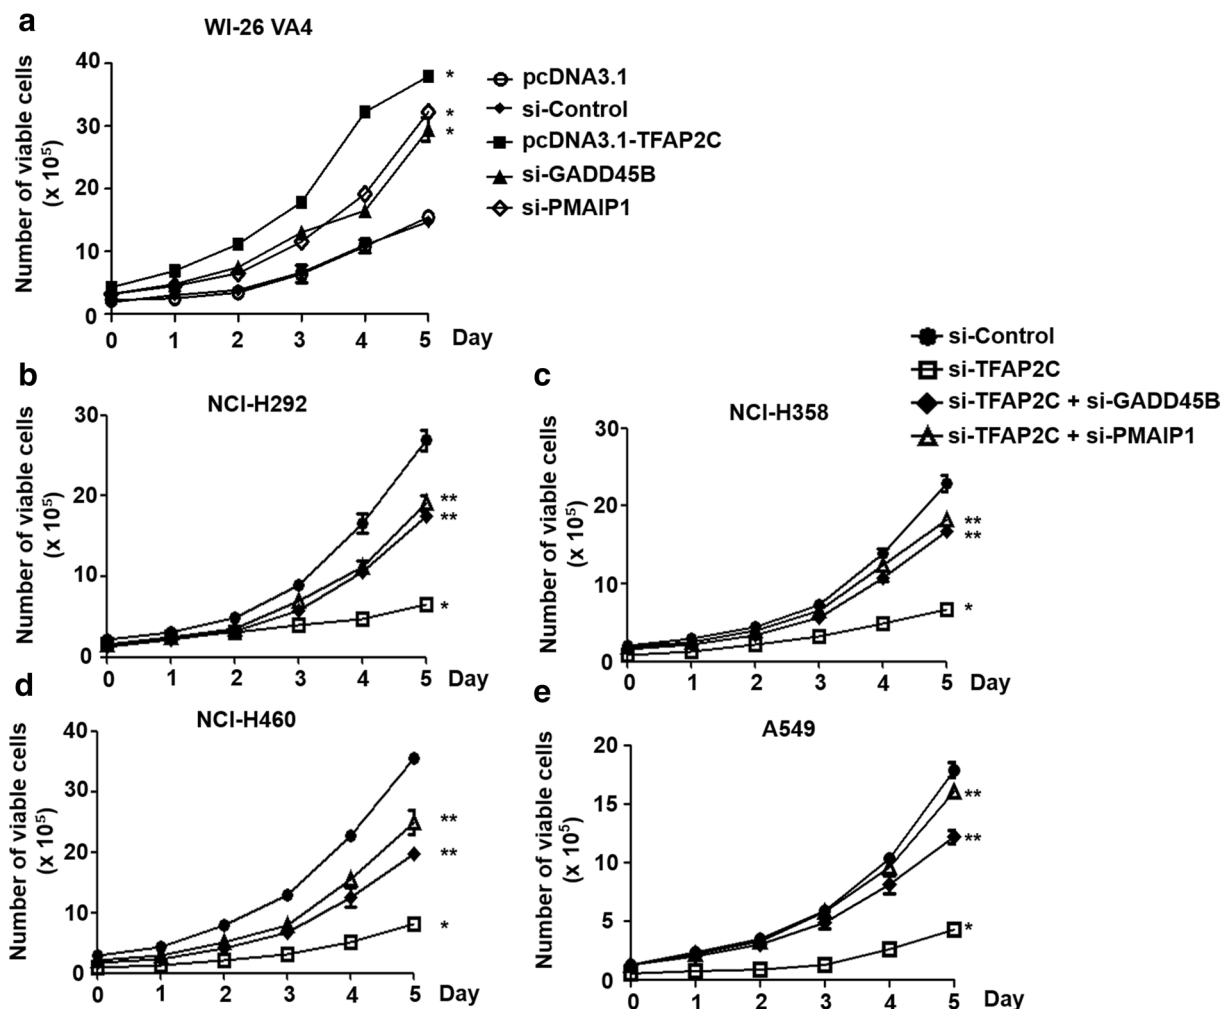 a
WI-26 VA4
Number of viable cells
(x 10⁵)
40
30
20
10
0
0 1 2 3 4 5 Day
*
*
*
pcDNA3.1
si-Control
pcDNA3.1-TFAP2C
si-GADD45B
si-PMAIP1
si-Control
si-TFAP2C
si-TFAP2C + si-GADD45B
si-TFAP2C + si-PMAIP1
b
NCI-H292
Number of viable cells
(x 10⁵)
30
20
10
0
0 1 2 3 4 5 Day
**
**
*
c
NCI-H358
Number of viable cells
(x 10⁵)
30
20
10
0
0 1 2 3 4 5 Day
**
**
*
d
NCI-H460
Number of viable cells
(x 10⁵)
40
30
20
10
0
0 1 2 3 4 5 Day
**
**
*
e
A549
Number of viable cells
(x 10⁵)
20
15
10
5
0
0 1 2 3 4 5 Day
**
**
*